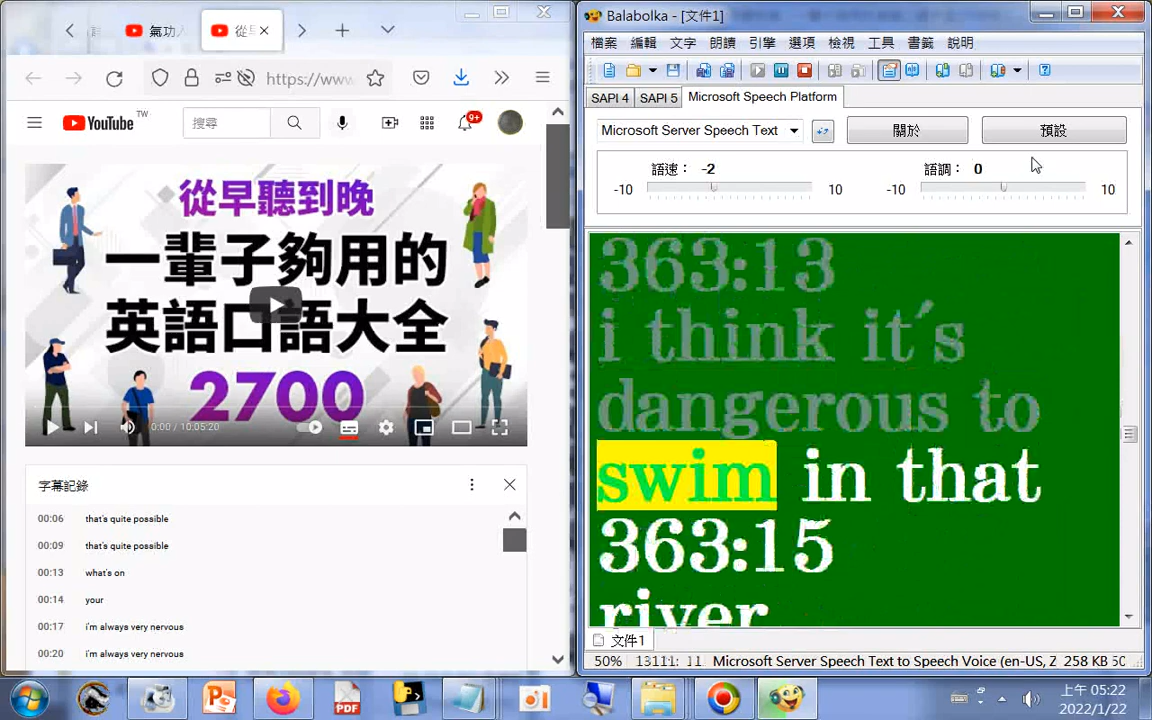 氣功
從
https://www
YouTube TW
搜尋
9+
從早聽到晚
一輩子夠用的
英語口語大全
2700
0:00 / 10:05:20
字幕記錄
00:06 that's quite possible
00:09 that's quite possible
00:13 what's on
00:14 your
00:17 i'm always very nervous
00:20 i'm always very nervous
Balabolka - [文件1]
檔案 編輯 文字 朗讀 引擎 選項 檢視 工具 書籤 說明
SAPI 4 SAPI 5 Microsoft Speech Platform
Microsoft Server Speech Text 關於 預設
語速： -2 語調： 0
-10 10 -10 10
363:13
i think it's
dangerous to
swim in that
363:15
river
文件1
50% 13111: 11 Microsoft Server Speech Text to Speech Voice (en-US, Z 258 KB 50
PDF
上午 05:22
2022/1/22